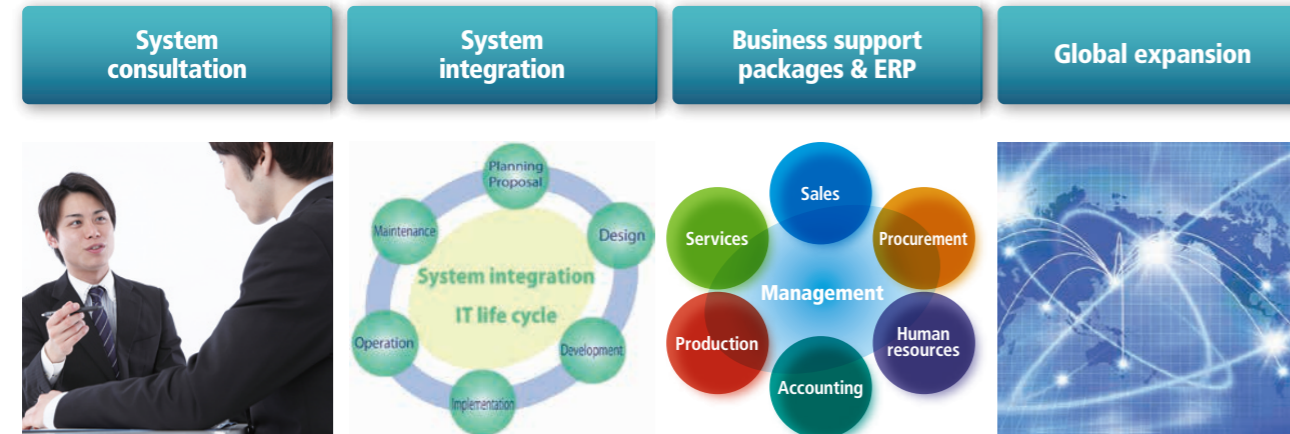 System
consultation
System
integration
Business support
packages & ERP
Global expansion
Planning
Proposal
Design
Development
Implementation
Operation
Maintenance
System integration
IT life cycle
Sales
Procurement
Human
resources
Accounting
Production
Services
Management